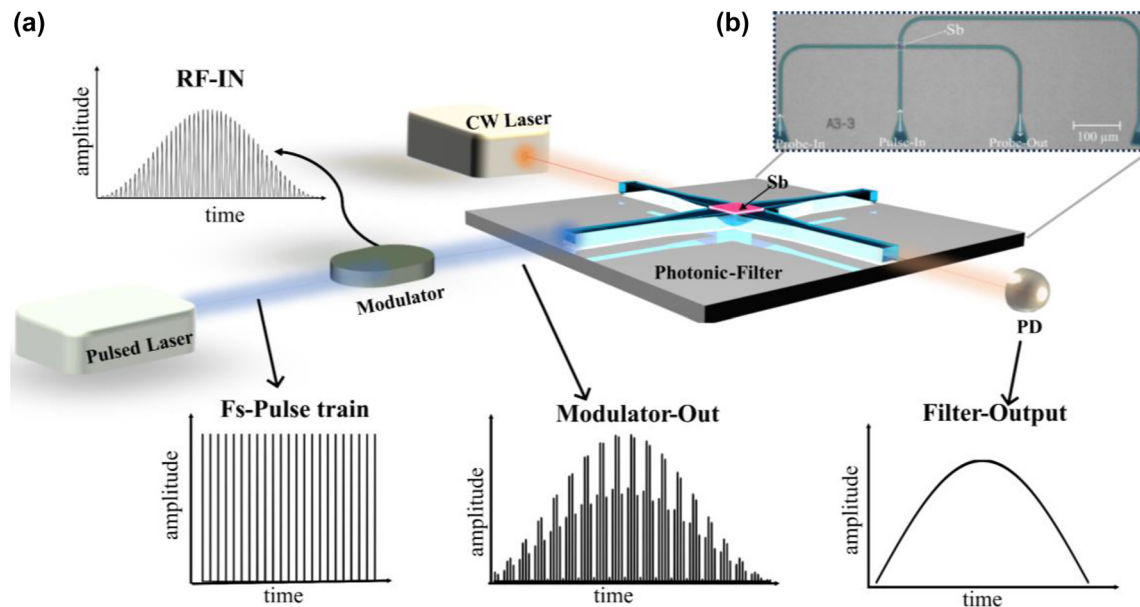 (a)
RF-IN
amplitude
time
CW Laser
(b)
Sb
A3-3
100 µm
Probe-In
Pulse-In
Probe-Out
Sb
Photonic-Filter
Modulator
Pulsed Laser
PD
Fs-Pulse train
amplitude
time
Modulator-Out
amplitude
time
Filter-Output
amplitude
time